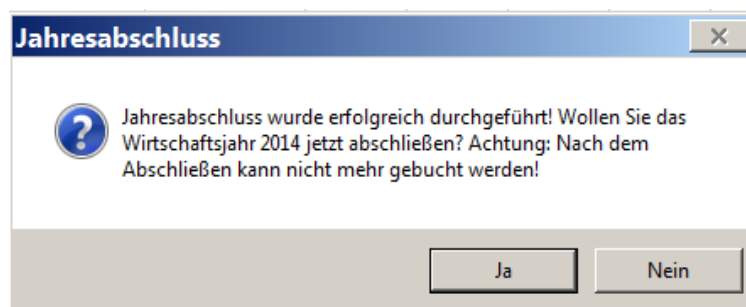 Jahresabschluss
Jahresabschluss wurde erfolgreich durchgeführt! Wollen Sie das
Wirtschaftsjahr 2014 jetzt abschließen? Achtung: Nach dem
Abschließen kann nicht mehr gebucht werden!
Ja
Nein